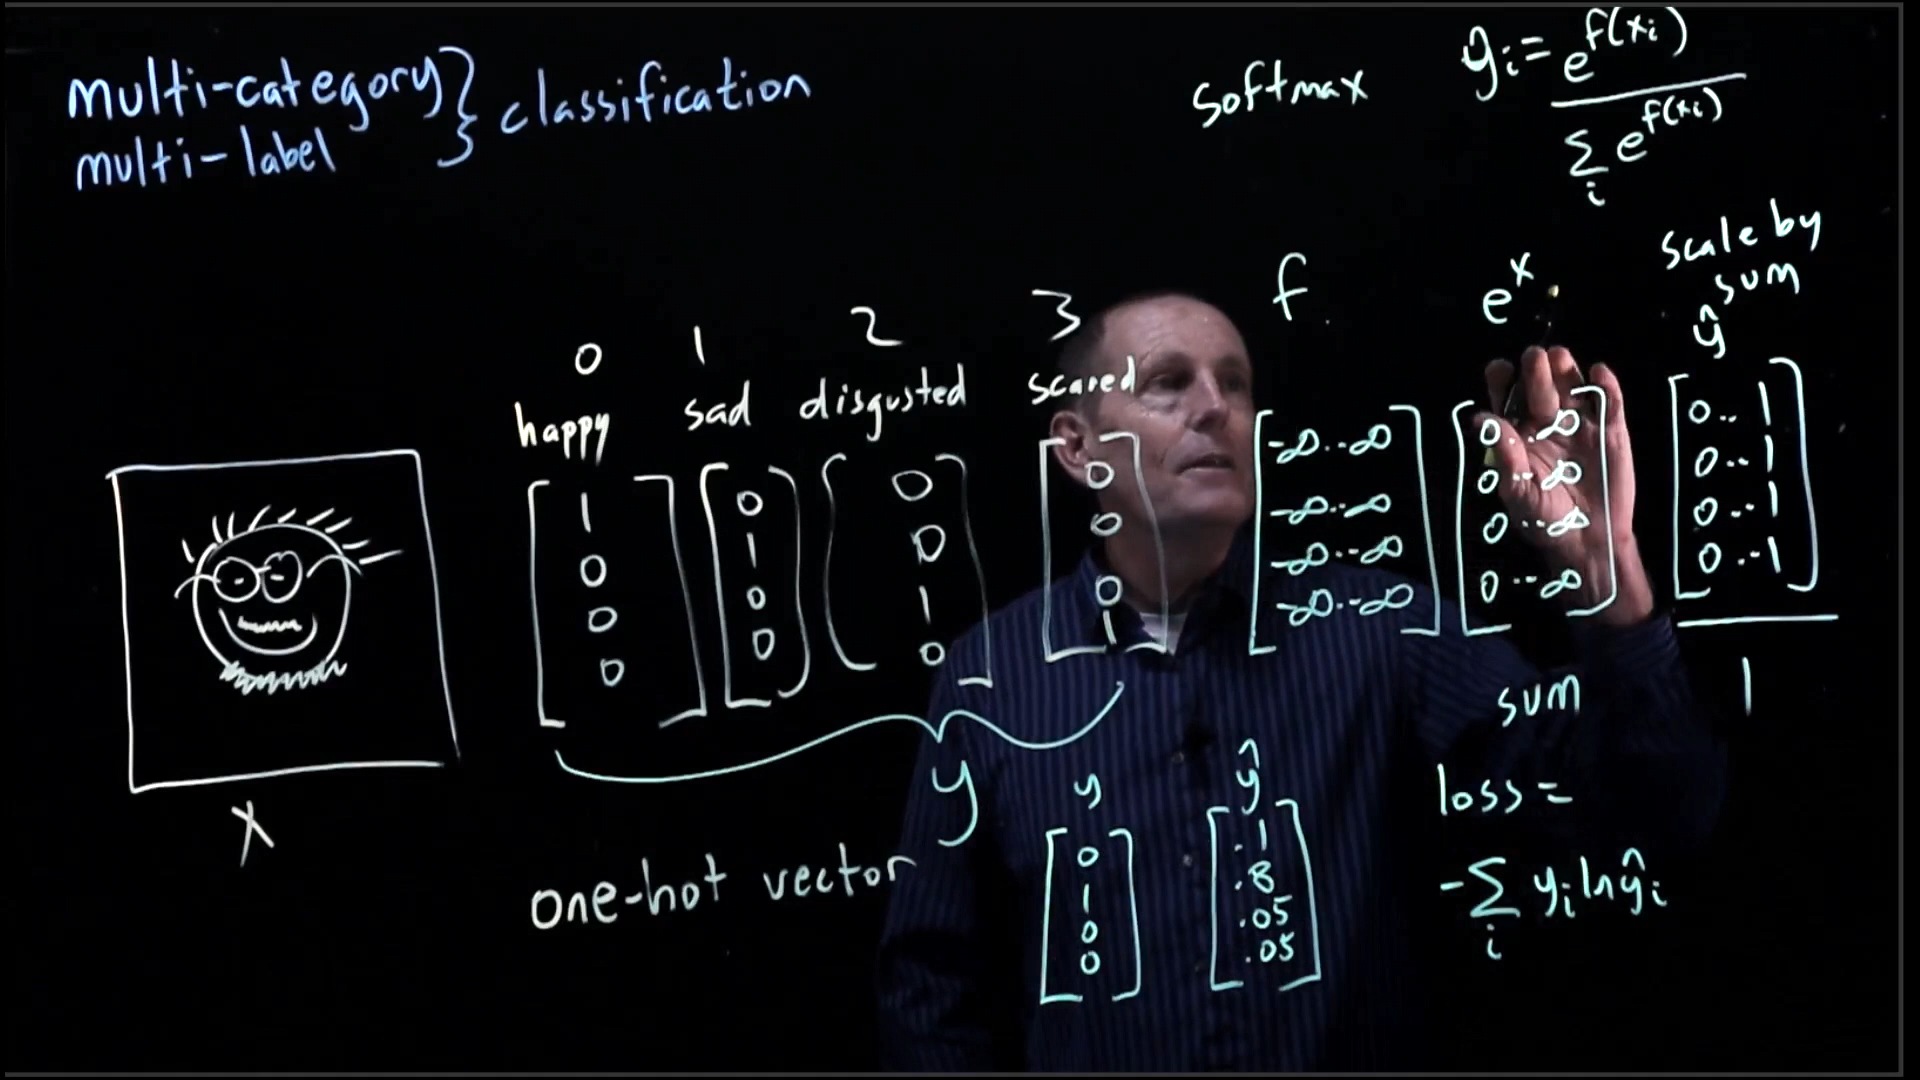 multi-category } classification
multi-label
softmax
yi = e^f(xi)
∑i e^f(xi)
scale by
sum
0 1 2 3 f e^x ŷ
happy sad disgusted scared
[1 0 0 0] [0 1 0 0] [0 0 1 0] [0 0 0 1]
[-∞..∞ -∞..∞ -∞..∞ -∞..∞]
[0..∞ 0..∞ 0..∞ 0..∞]
[0..1 0..1 0..1 0..1]
sum 1
x
y
one-hot vector
y ŷ
[0 1 0 0] [.1 .8 .05 .05]
loss =
-∑i yi ln ŷi